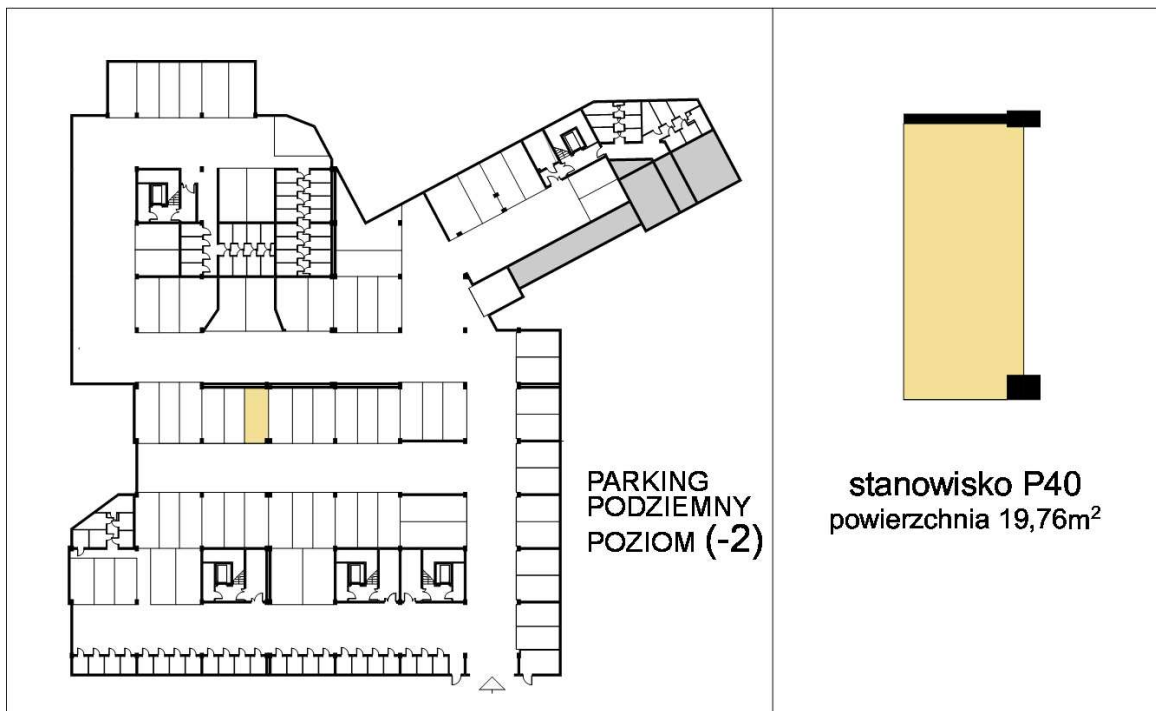 PARKING
PODZIEMNY
POZIOM (-2)
stanowisko P40
powierzchnia 19,76m²